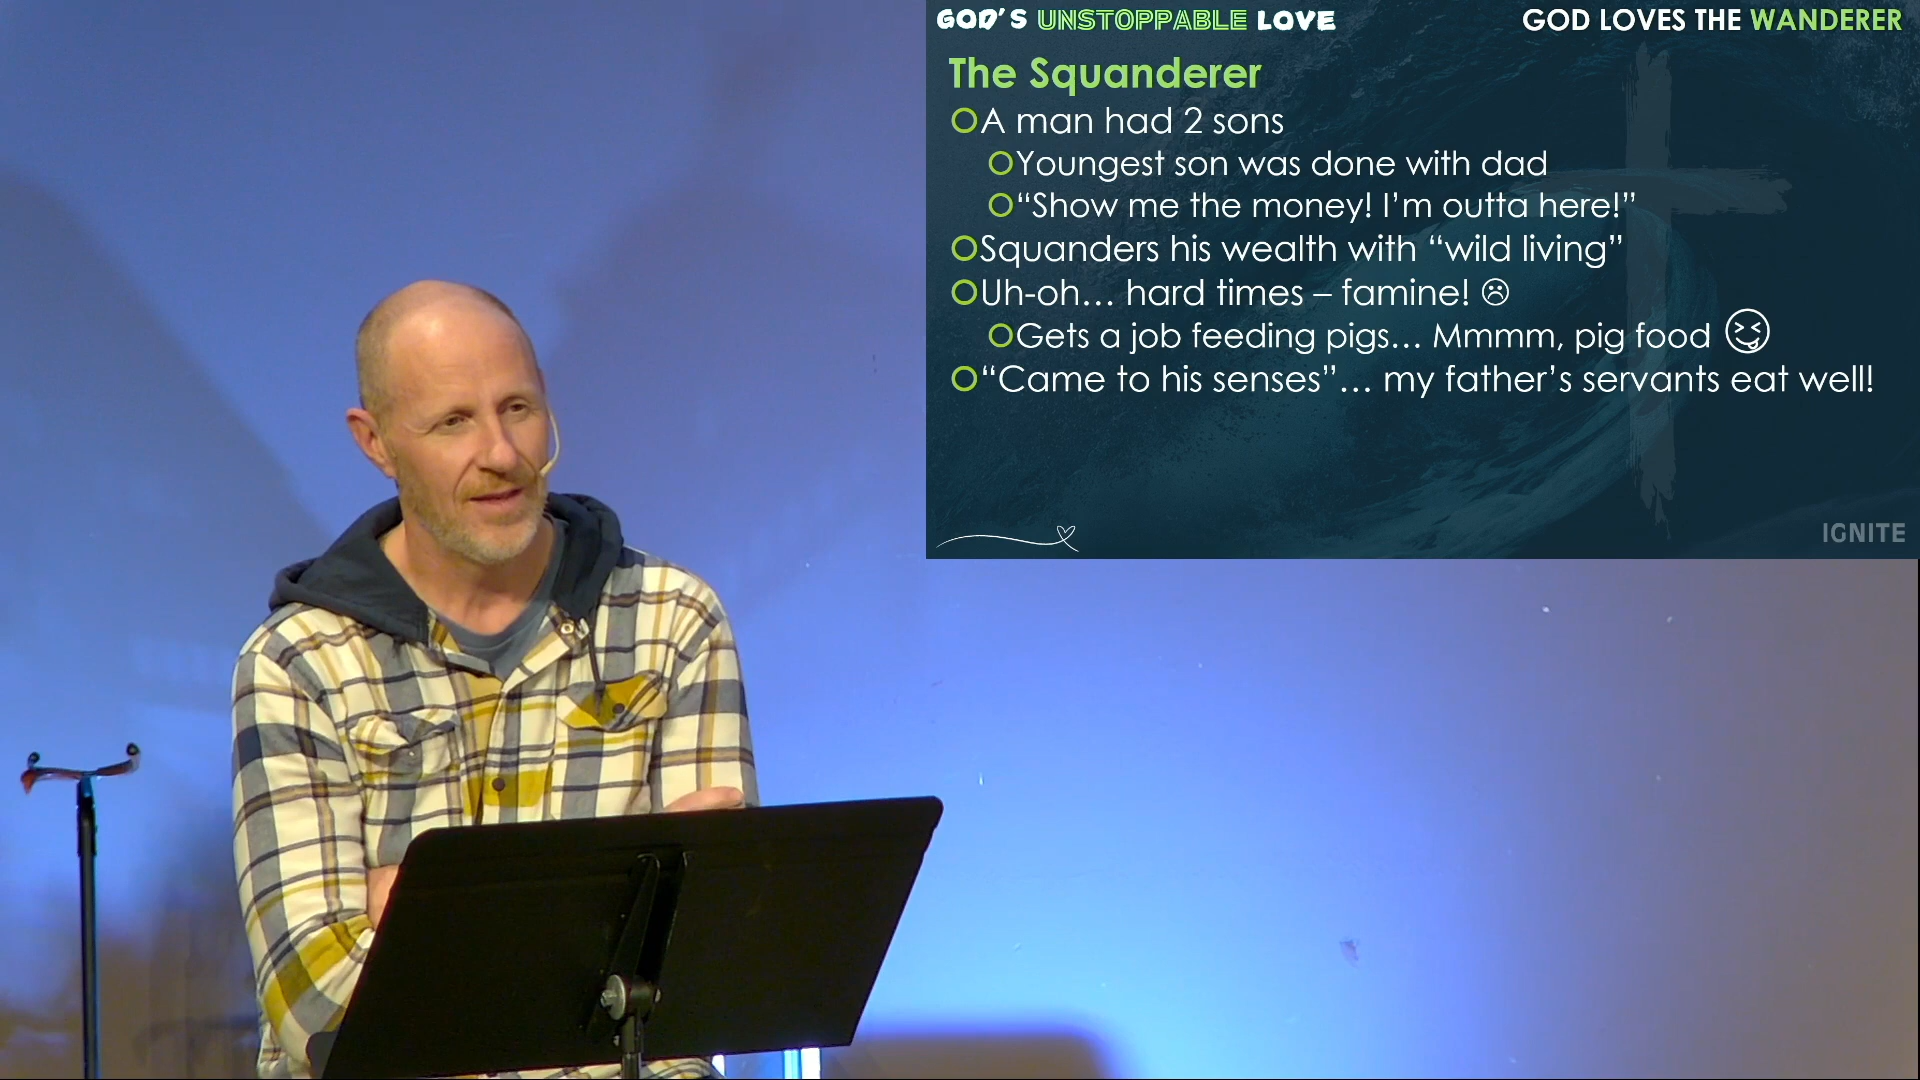 GOD'S UNSTOPPABLE LOVE
GOD LOVES THE WANDERER
The Squanderer
A man had 2 sons
Youngest son was done with dad
“Show me the money! I’m outta here!”
Squanders his wealth with “wild living”
Uh-oh… hard times – famine! ☹
Gets a job feeding pigs… Mmmm, pig food 😝
“Came to his senses”… my father’s servants eat well!
IGNITE